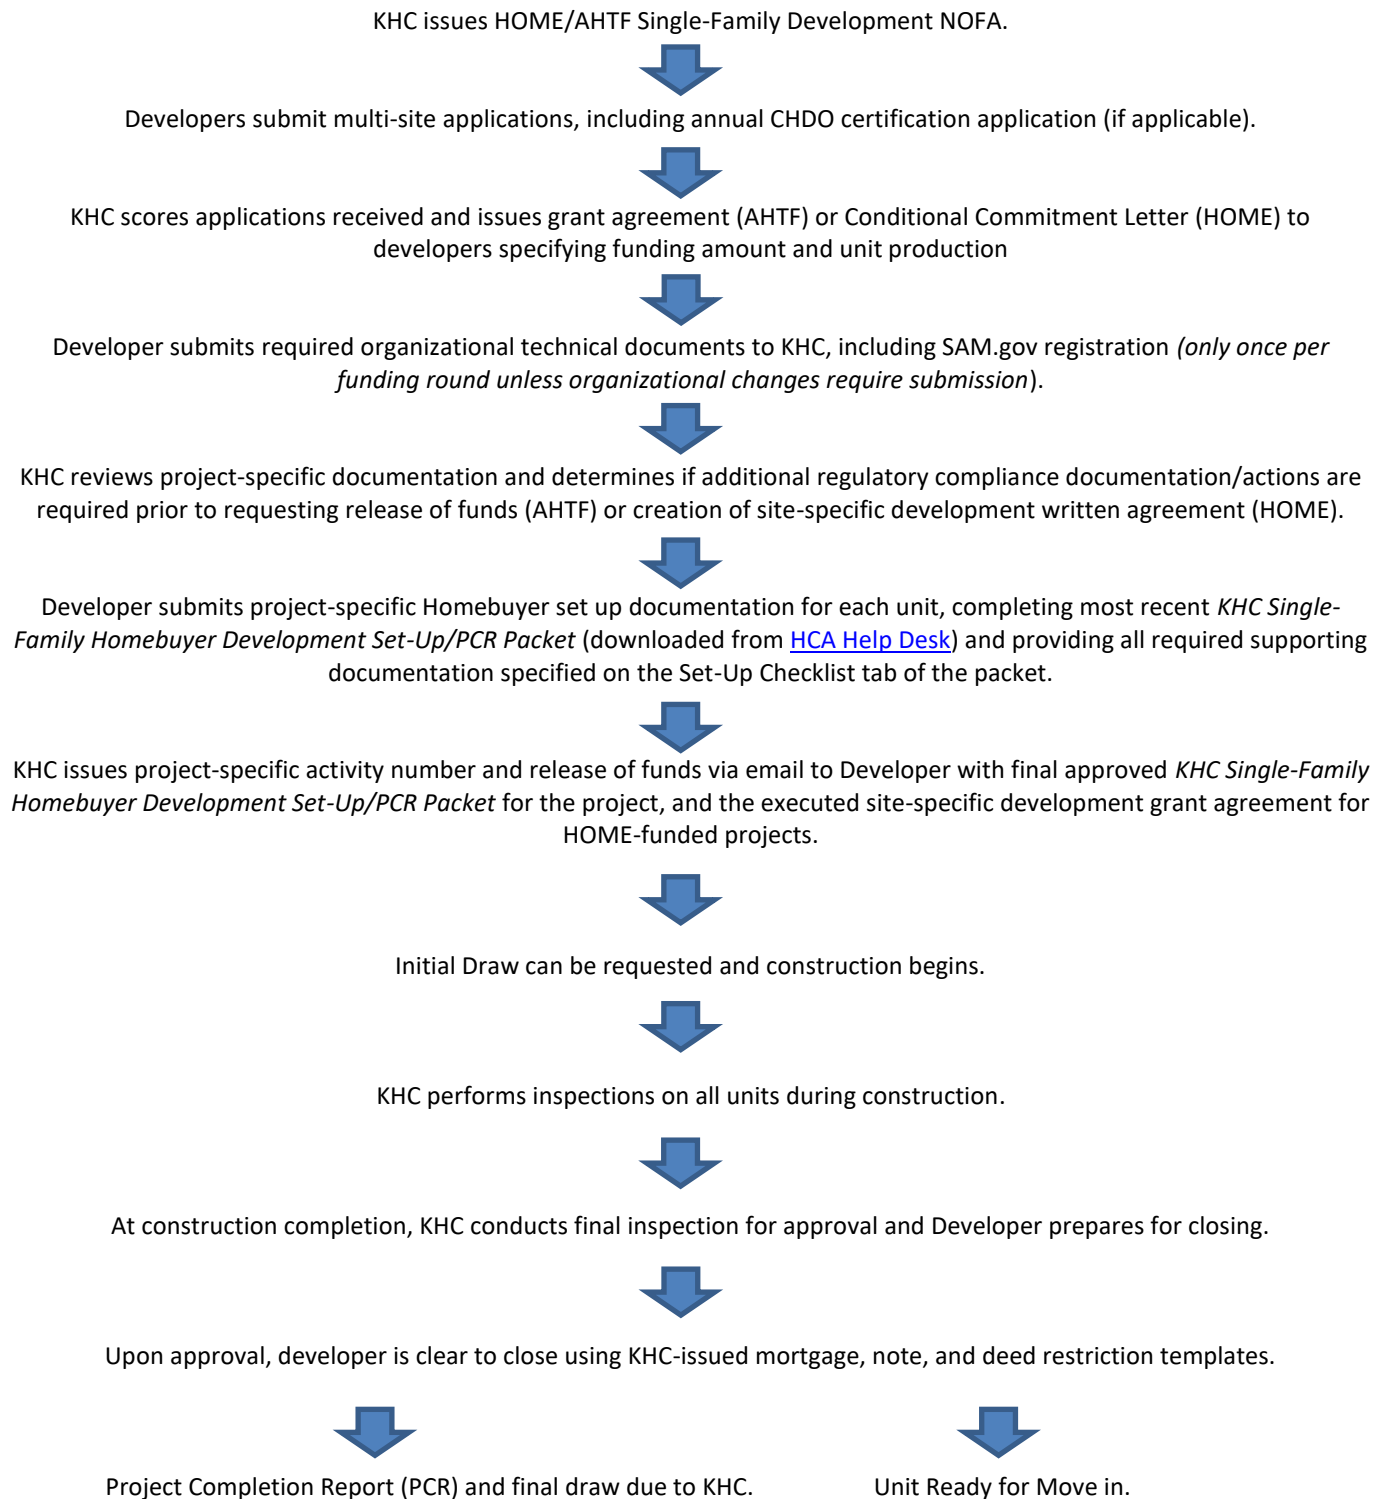 KHC issues HOME/AHTF Single-Family Development NOFA.
Developers submit multi-site applications, including annual CHDO certification application (if applicable).
KHC scores applications received and issues grant agreement (AHTF) or Conditional Commitment Letter (HOME) to
developers specifying funding amount and unit production
Developer submits required organizational technical documents to KHC, including SAM.gov registration (only once per
funding round unless organizational changes require submission).
KHC reviews project-specific documentation and determines if additional regulatory compliance documentation/actions are
required prior to requesting release of funds (AHTF) or creation of site-specific development written agreement (HOME).
Developer submits project-specific Homebuyer set up documentation for each unit, completing most recent KHC Single-
Family Homebuyer Development Set-Up/PCR Packet (downloaded from HCA Help Desk) and providing all required supporting
documentation specified on the Set-Up Checklist tab of the packet.
KHC issues project-specific activity number and release of funds via email to Developer with final approved KHC Single-Family
Homebuyer Development Set-Up/PCR Packet for the project, and the executed site-specific development grant agreement for
HOME-funded projects.
Initial Draw can be requested and construction begins.
KHC performs inspections on all units during construction.
At construction completion, KHC conducts final inspection for approval and Developer prepares for closing.
Upon approval, developer is clear to close using KHC-issued mortgage, note, and deed restriction templates.
Project Completion Report (PCR) and final draw due to KHC.
Unit Ready for Move in.